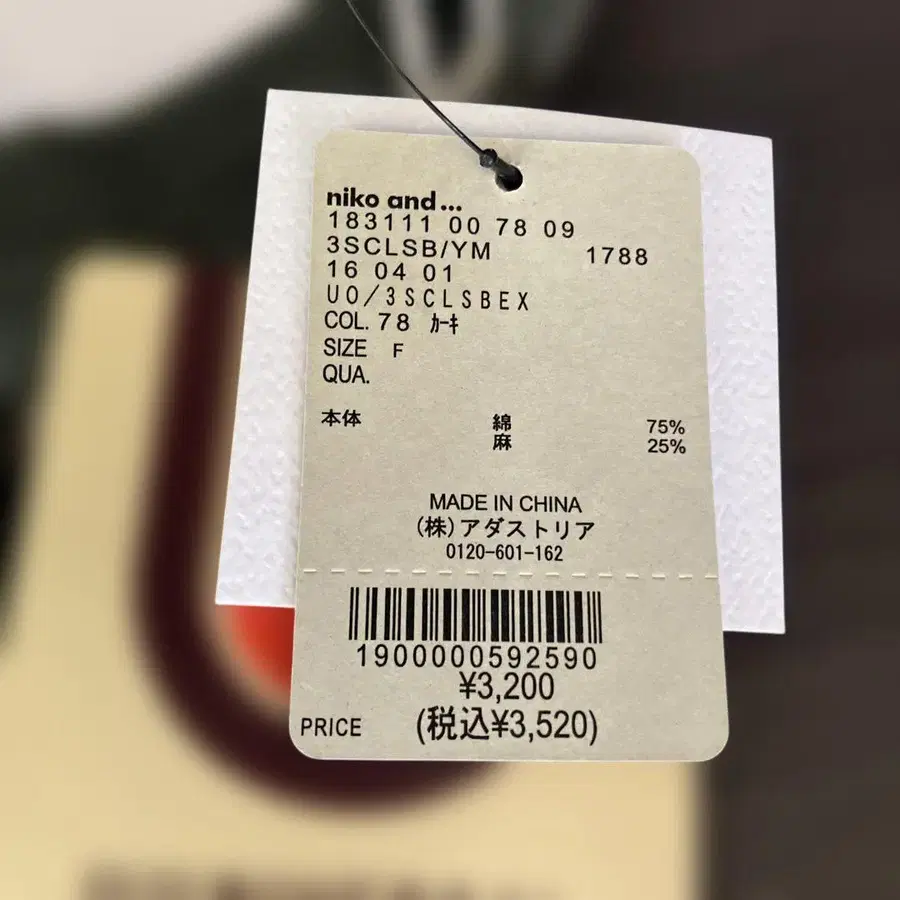 niko and...
183111 00 78 09
3SCLSB/YM 1788
16 04 01
UO/3SCLSBEX
COL. 78 ｶｰｷ
SIZE F
QUA.
本体 綿 75%
麻 25%
MADE IN CHINA
(株)アダストリア
0120-601-162
1900000592590
¥3,200
PRICE (税込¥3,520)